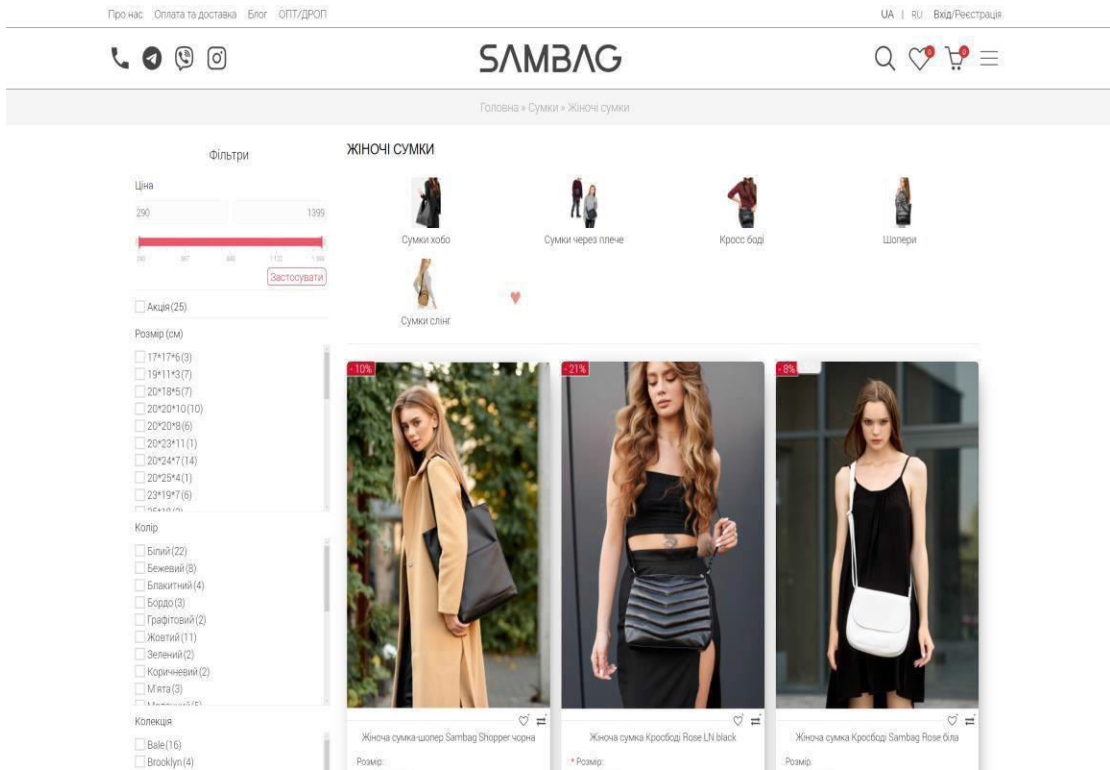 Про нас Оплата та доставка Блог ОПТ/ДРОП
UA | RU Вхід/Реєстрація
SAMBAG
0 0
Головна » Сумки » Жіночі сумки
Фільтри
ЖІНОЧІ СУМКИ
Ціна
290 1399
Застосувати
Сумки хобо Сумки через плече Кросс боді Шопери
Сумки слінг
Акція (25)
Розмір (см)
17*17*6 (3)
19*11*3 (7)
20*18*5 (7)
20*20*10 (10)
20*20*8 (6)
20*23*11 (1)
20*24*7 (14)
20*25*4 (1)
23*19*7 (6)
Колір
Білий (22)
Бежевий (8)
Блакитний (4)
Бордо (3)
Графітовий (2)
Жовтий (11)
Зелений (2)
Коричневий (2)
М'ята (3)
Колекція
Bale (16)
Brooklyn (4)
- 10% - 21% - 8%
Жіноча сумка-шопер Sambag Shopper чорна
Розмір:
Жіноча сумка Кросбоді Rose LN black
* Розмір:
Жіноча сумка Кросбоді Sambag Rose біла
Розмір: